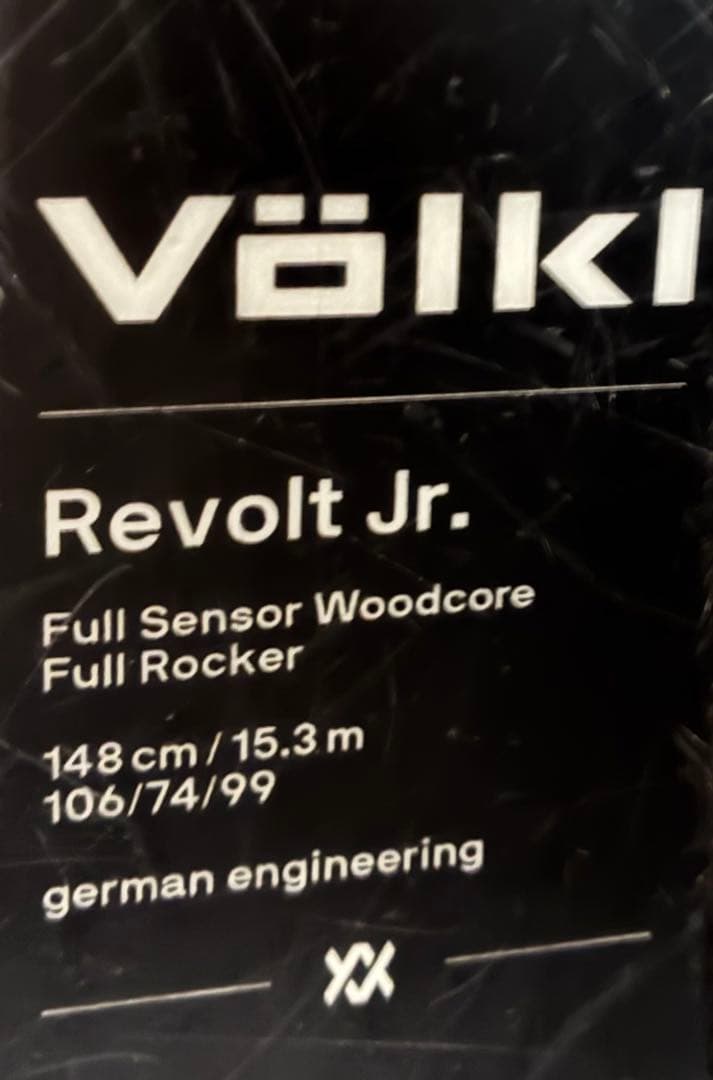 Völkl
Revolt Jr.
Full Sensor Woodcore
Full Rocker
148 cm / 15.3 m
106/74/99
german engineering